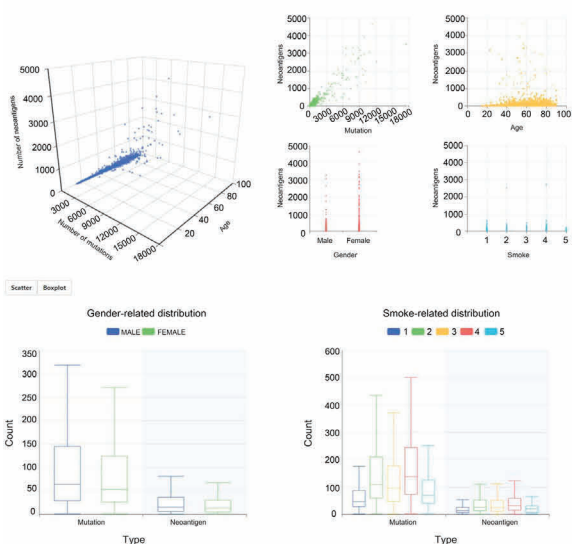 5000
4000
3000
2000
1000
0
Number of neoantigens
3000
6000
9000
12000
15000
18000
Number of mutations
20
40
60
80
100
Age
5000
4000
3000
2000
1000
0
Neoantigens
3000
6000
9000
12000
15000
18000
Mutation
5000
4000
3000
2000
1000
0
Neoantigens
0 20 40 60 80 100
Age
5000
4000
3000
2000
1000
0
Neoantigens
Male Female
Gender
5000
4000
3000
2000
1000
0
Neoantigens
1 2 3 4 5
Smoke
Scatter Boxplot
Gender-related distribution
MALE FEMALE
350
300
250
200
150
100
50
0
Count
Mutation Neoantigen
Type
Smoke-related distribution
1 2 3 4 5
600
500
400
300
200
100
0
Count
Mutation Neoantigen
Type